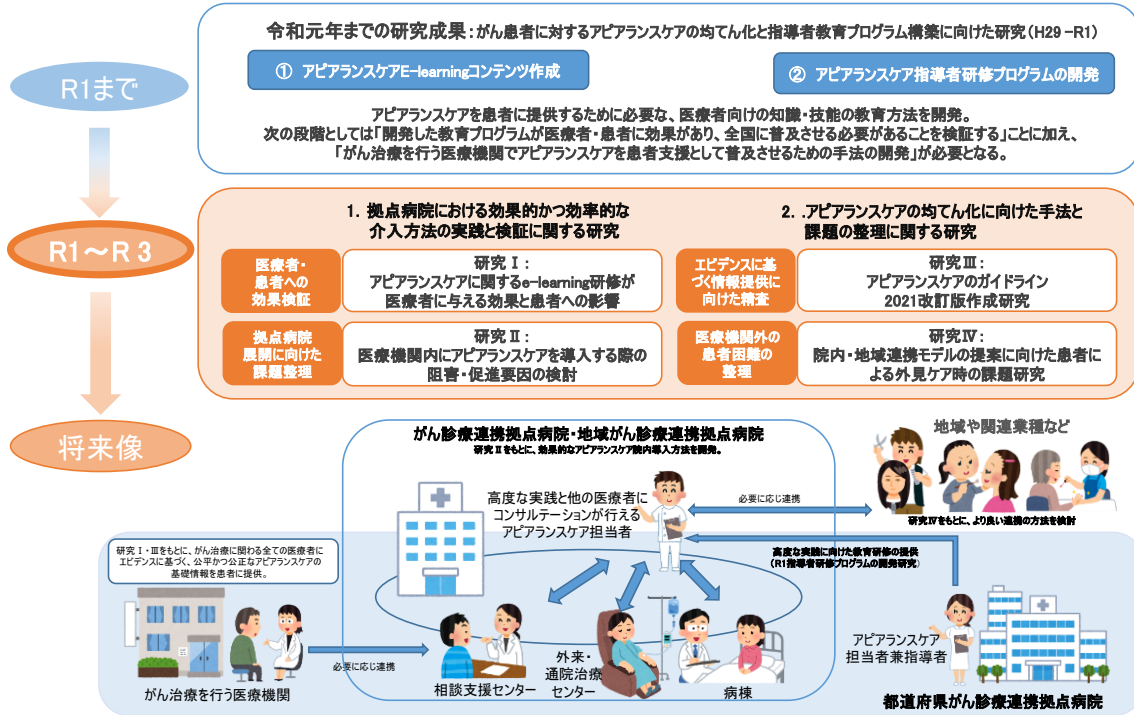 令和元年までの研究成果：がん患者に対するアピアランスケアの均てん化と指導者教育プログラム構築に向けた研究（H29－R1）
R1まで
① アピアランスケアE-learningコンテンツ作成
② アピアランスケア指導者研修プログラムの開発
アピアランスケアを患者に提供するために必要な、医療者向けの知識・技能の教育方法を開発。
次の段階としては「開発した教育プログラムが医療者・患者に効果があり、全国に普及させる必要があることを検証する」ことに加え、
「がん治療を行う医療機関でアピアランスケアを患者支援として普及させるための手法の開発」が必要となる。
R1～R 3
1．拠点病院における効果的かつ効率的な
介入方法の実践と検証に関する研究
医療者・
患者への
効果検証
研究Ⅰ：
アピアランスケアに関するe-learning研修が
医療者に与える効果と患者への影響
拠点病院
展開に向けた
課題整理
研究Ⅱ：
医療機関内にアピアランスケアを導入する際の
阻害・促進要因の検討
2．.アピアランスケアの均てん化に向けた手法と
課題の整理に関する研究
エビデンスに基
づく情報提供に
向けた精査
研究Ⅲ：
アピアランスケアのガイドライン
2021改訂版作成研究
医療機関外の
患者困難の
整理
研究Ⅳ：
院内・地域連携モデルの提案に向けた患者に
よる外見ケア時の課題研究
将来像
がん診療連携拠点病院・地域がん診療連携拠点病院
研究Ⅱをもとに、効果的なアピアランスケア院内導入方法を開発。
高度な実践と他の医療者に
コンサルテーションが行える
アピアランスケア担当者
必要に応じ連携
地域や関連業種など
研究Ⅳをもとに、より良い連携の方法を検討
研究Ⅰ・Ⅲをもとに、がん治療に関わる全ての医療者に
エビデンスに基づく、公平かつ公正なアピアランスケアの
基礎情報を患者に提供。
高度な実践に向けた教育研修の提供
（R1指導者研修プログラムの開発研究）
がん治療を行う医療機関
必要に応じ連携
相談支援センター
外来・
通院治療
センター
病棟
アピアランスケア
担当者兼指導者
都道府県がん診療連携拠点病院